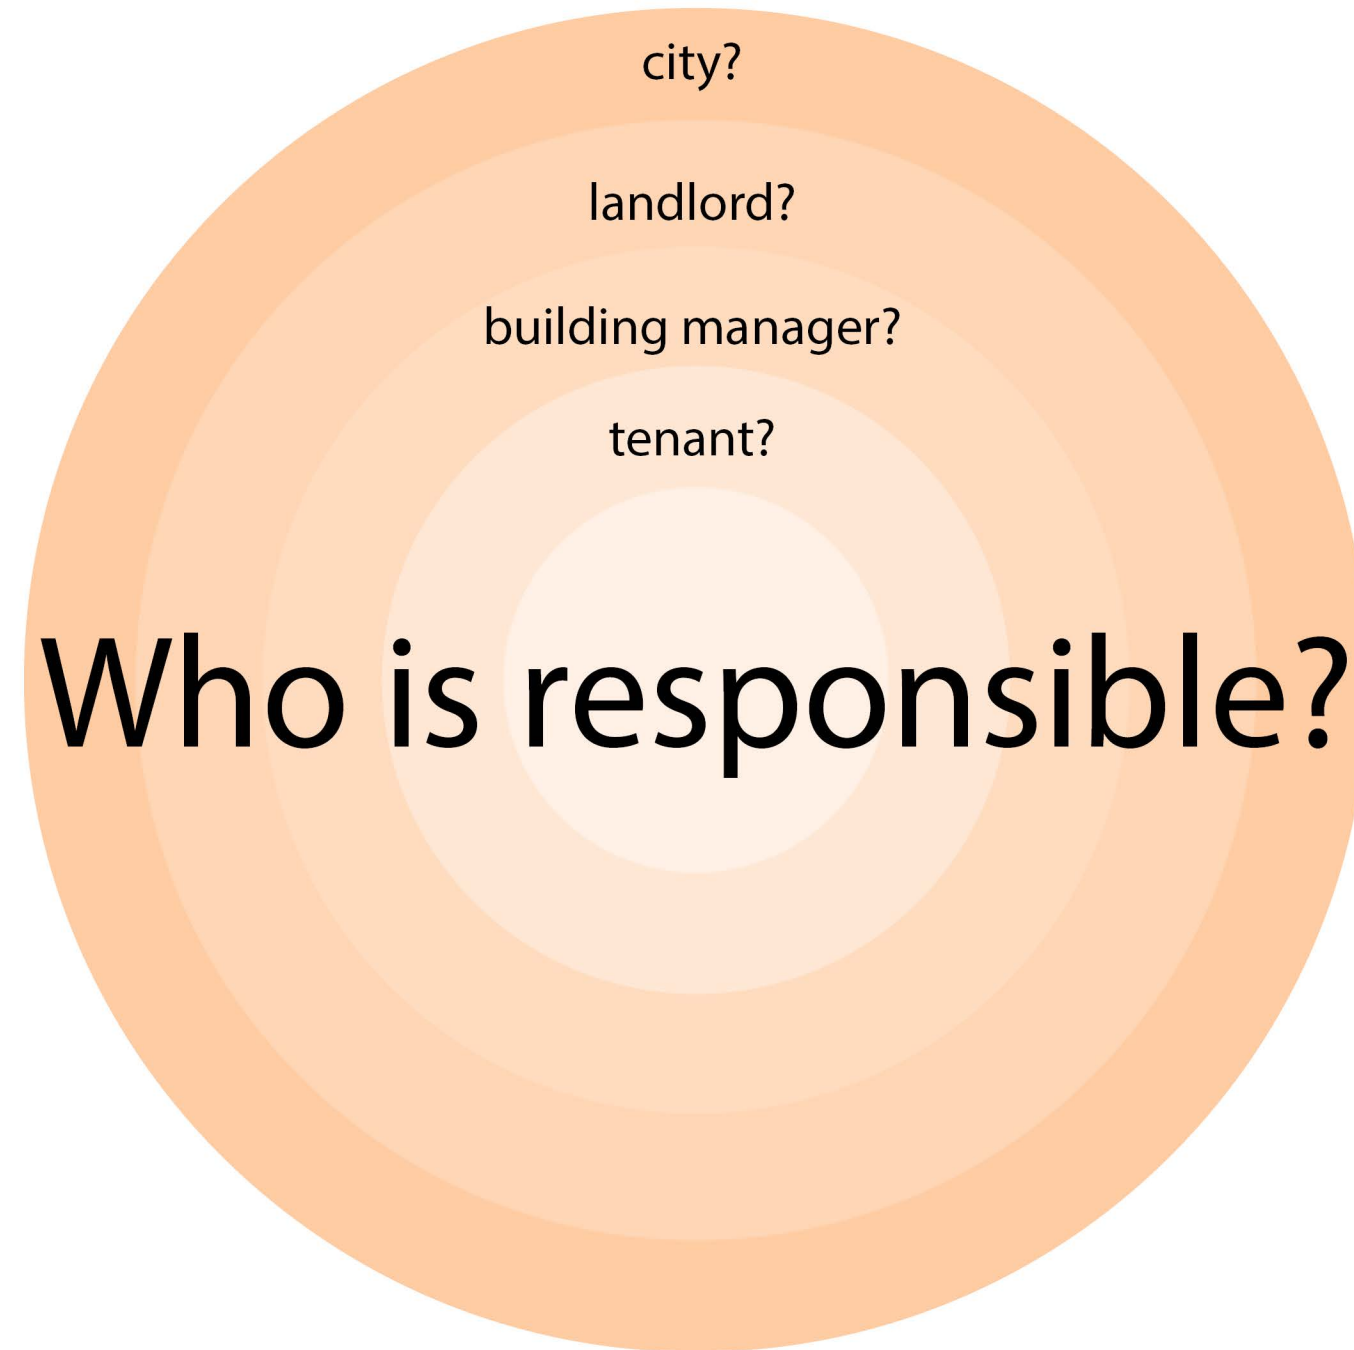 city?
landlord?
building manager?
tenant?
Who is responsible?